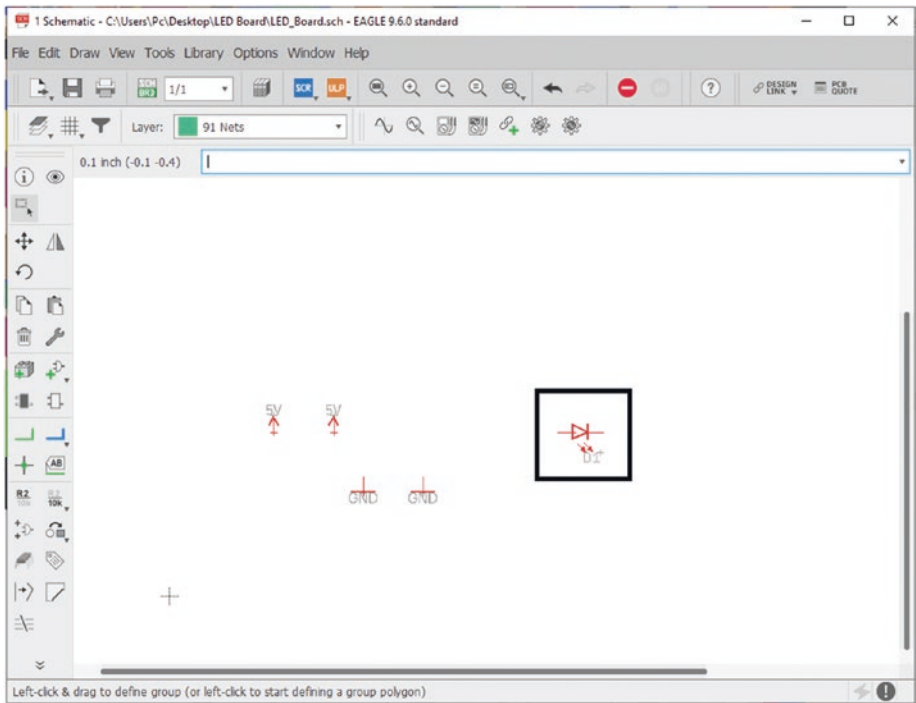 1 Schematic - C:\Users\Pc\Desktop\LED Board\LED_Board.sch - EAGLE 9.6.0 standard
File Edit Draw View Tools Library Options Window Help
1/1 SCR ULP ? DESIGN LINK PCB QUOTE
Layer: 91 Nets
0.1 inch (-0.1 -0.4)
5V 5V
D1
AB
GND GND
R2 R2
10k 10k
Left-click & drag to define group (or left-click to start defining a group polygon)